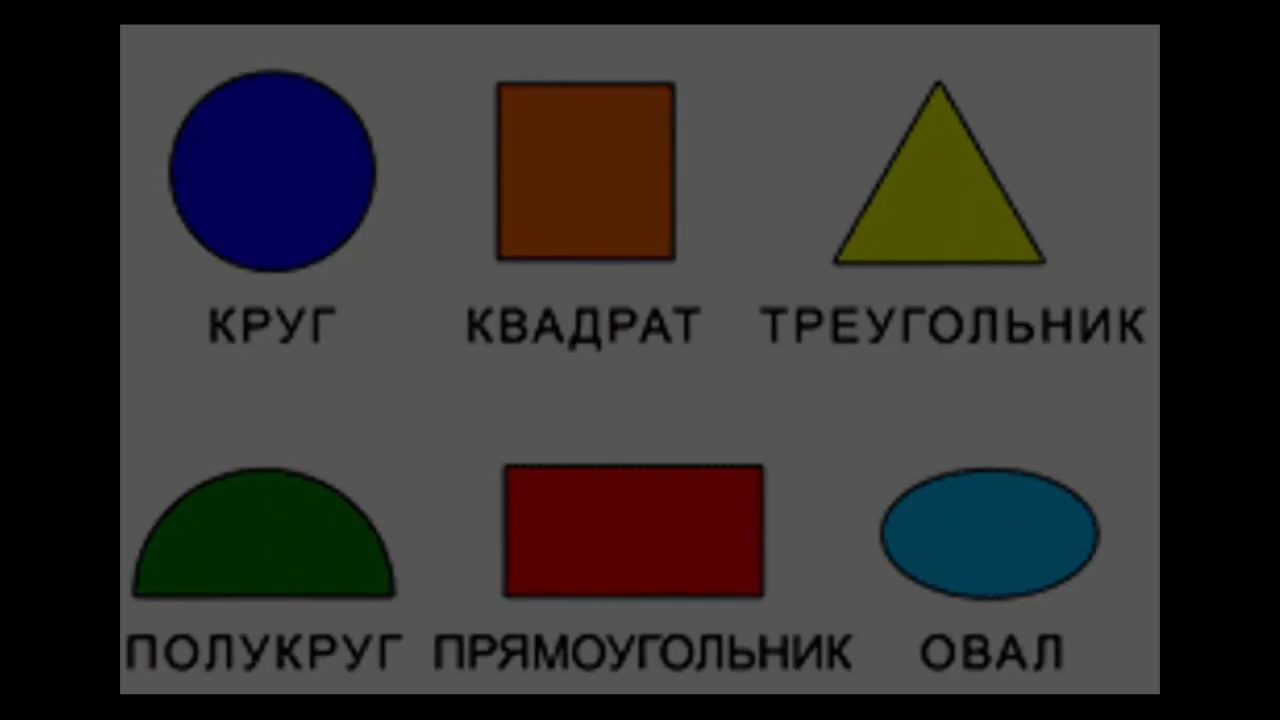 КРУГ КВАДРАТ ТРЕУГОЛЬНИК
ПОЛУКРУГ ПРЯМОУГОЛЬНИК ОВАЛ